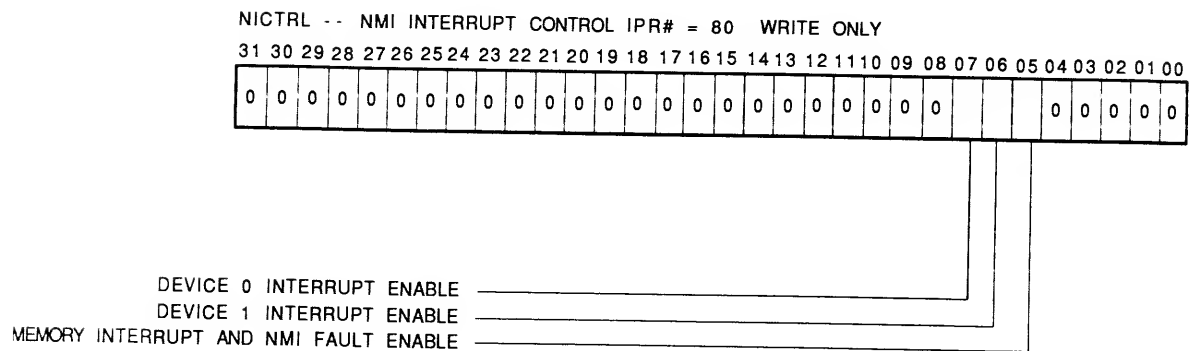 NICTRL -- NMI INTERRUPT CONTROL IPR# = 80 WRITE ONLY
31 30 29 28 27 26 25 24 23 22 21 20 19 18 17 16 15 14 13 12 11 10 09 08 07 06 05 04 03 02 01 00
0 0 0 0 0 0 0 0 0 0 0 0 0 0 0 0 0 0 0 0 0 0 0 0 0 0 0 0 0
DEVICE 0 INTERRUPT ENABLE
DEVICE 1 INTERRUPT ENABLE
MEMORY INTERRUPT AND NMI FAULT ENABLE